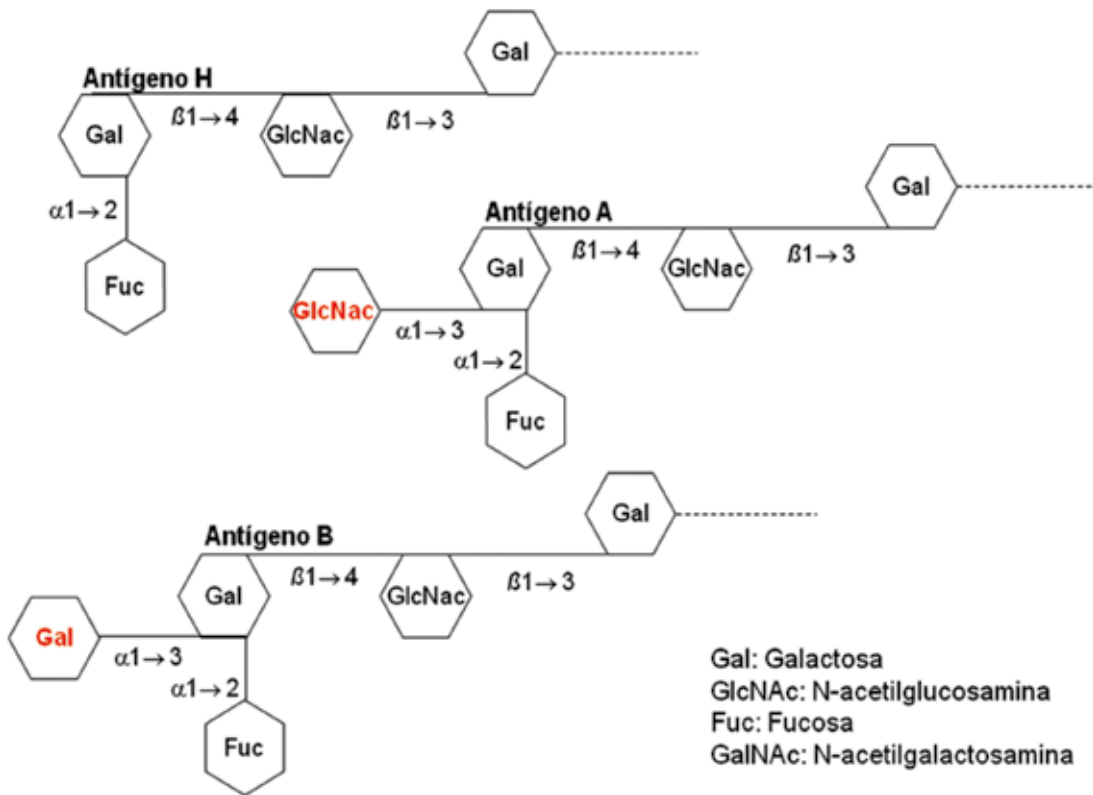 Gal
Antígeno H
ß1→4
ß1→3
Gal
GlcNac
α1→2
Fuc
Gal
Antígeno A
ß1→4
ß1→3
Gal
GlcNac
GlcNac
α1→3
α1→2
Fuc
Gal
Antígeno B
ß1→4
ß1→3
Gal
GlcNac
Gal
α1→3
α1→2
Fuc
Gal: Galactosa
GlcNAc: N-acetilglucosamina
Fuc: Fucosa
GalNAc: N-acetilgalactosamina